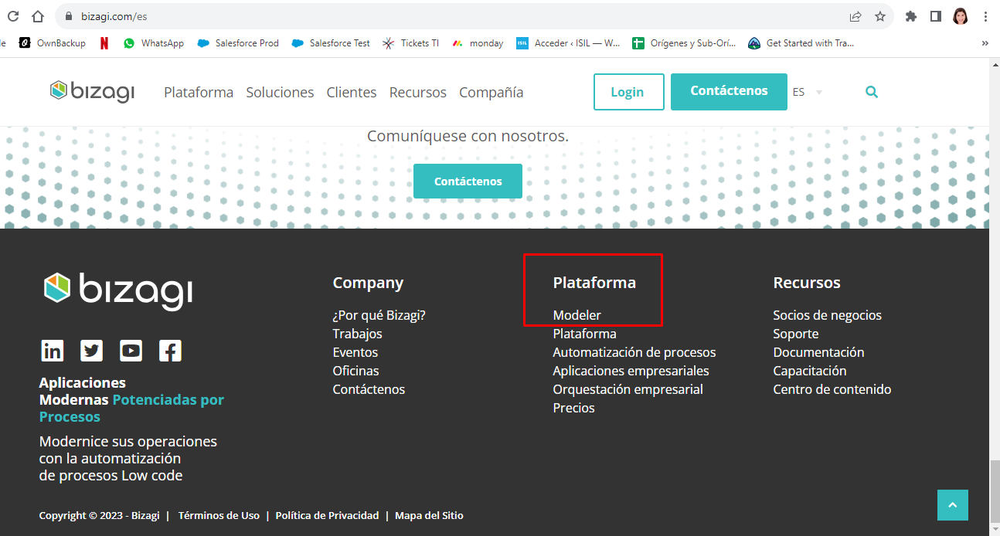 bizagi.com/es
le
OwnBackup
WhatsApp
Salesforce Prod
Salesforce Test
Tickets TI
monday
ISIL
Acceder ‹ ISIL — W...
Orígenes y Sub-Orí...
Get Started with Tra...
»
bizagi
Plataforma
Soluciones
Clientes
Recursos
Compañía
Login
Contáctenos
ES
Comuníquese con nosotros.
Contáctenos
bizagi
Aplicaciones
Modernas Potenciadas por
Procesos
Modernice sus operaciones
con la automatización
de procesos Low code
Company
¿Por qué Bizagi?
Trabajos
Eventos
Oficinas
Contáctenos
Plataforma
Modeler
Plataforma
Automatización de procesos
Aplicaciones empresariales
Orquestación empresarial
Precios
Recursos
Socios de negocios
Soporte
Documentación
Capacitación
Centro de contenido
Copyright © 2023 - Bizagi | Términos de Uso | Política de Privacidad | Mapa del Sitio